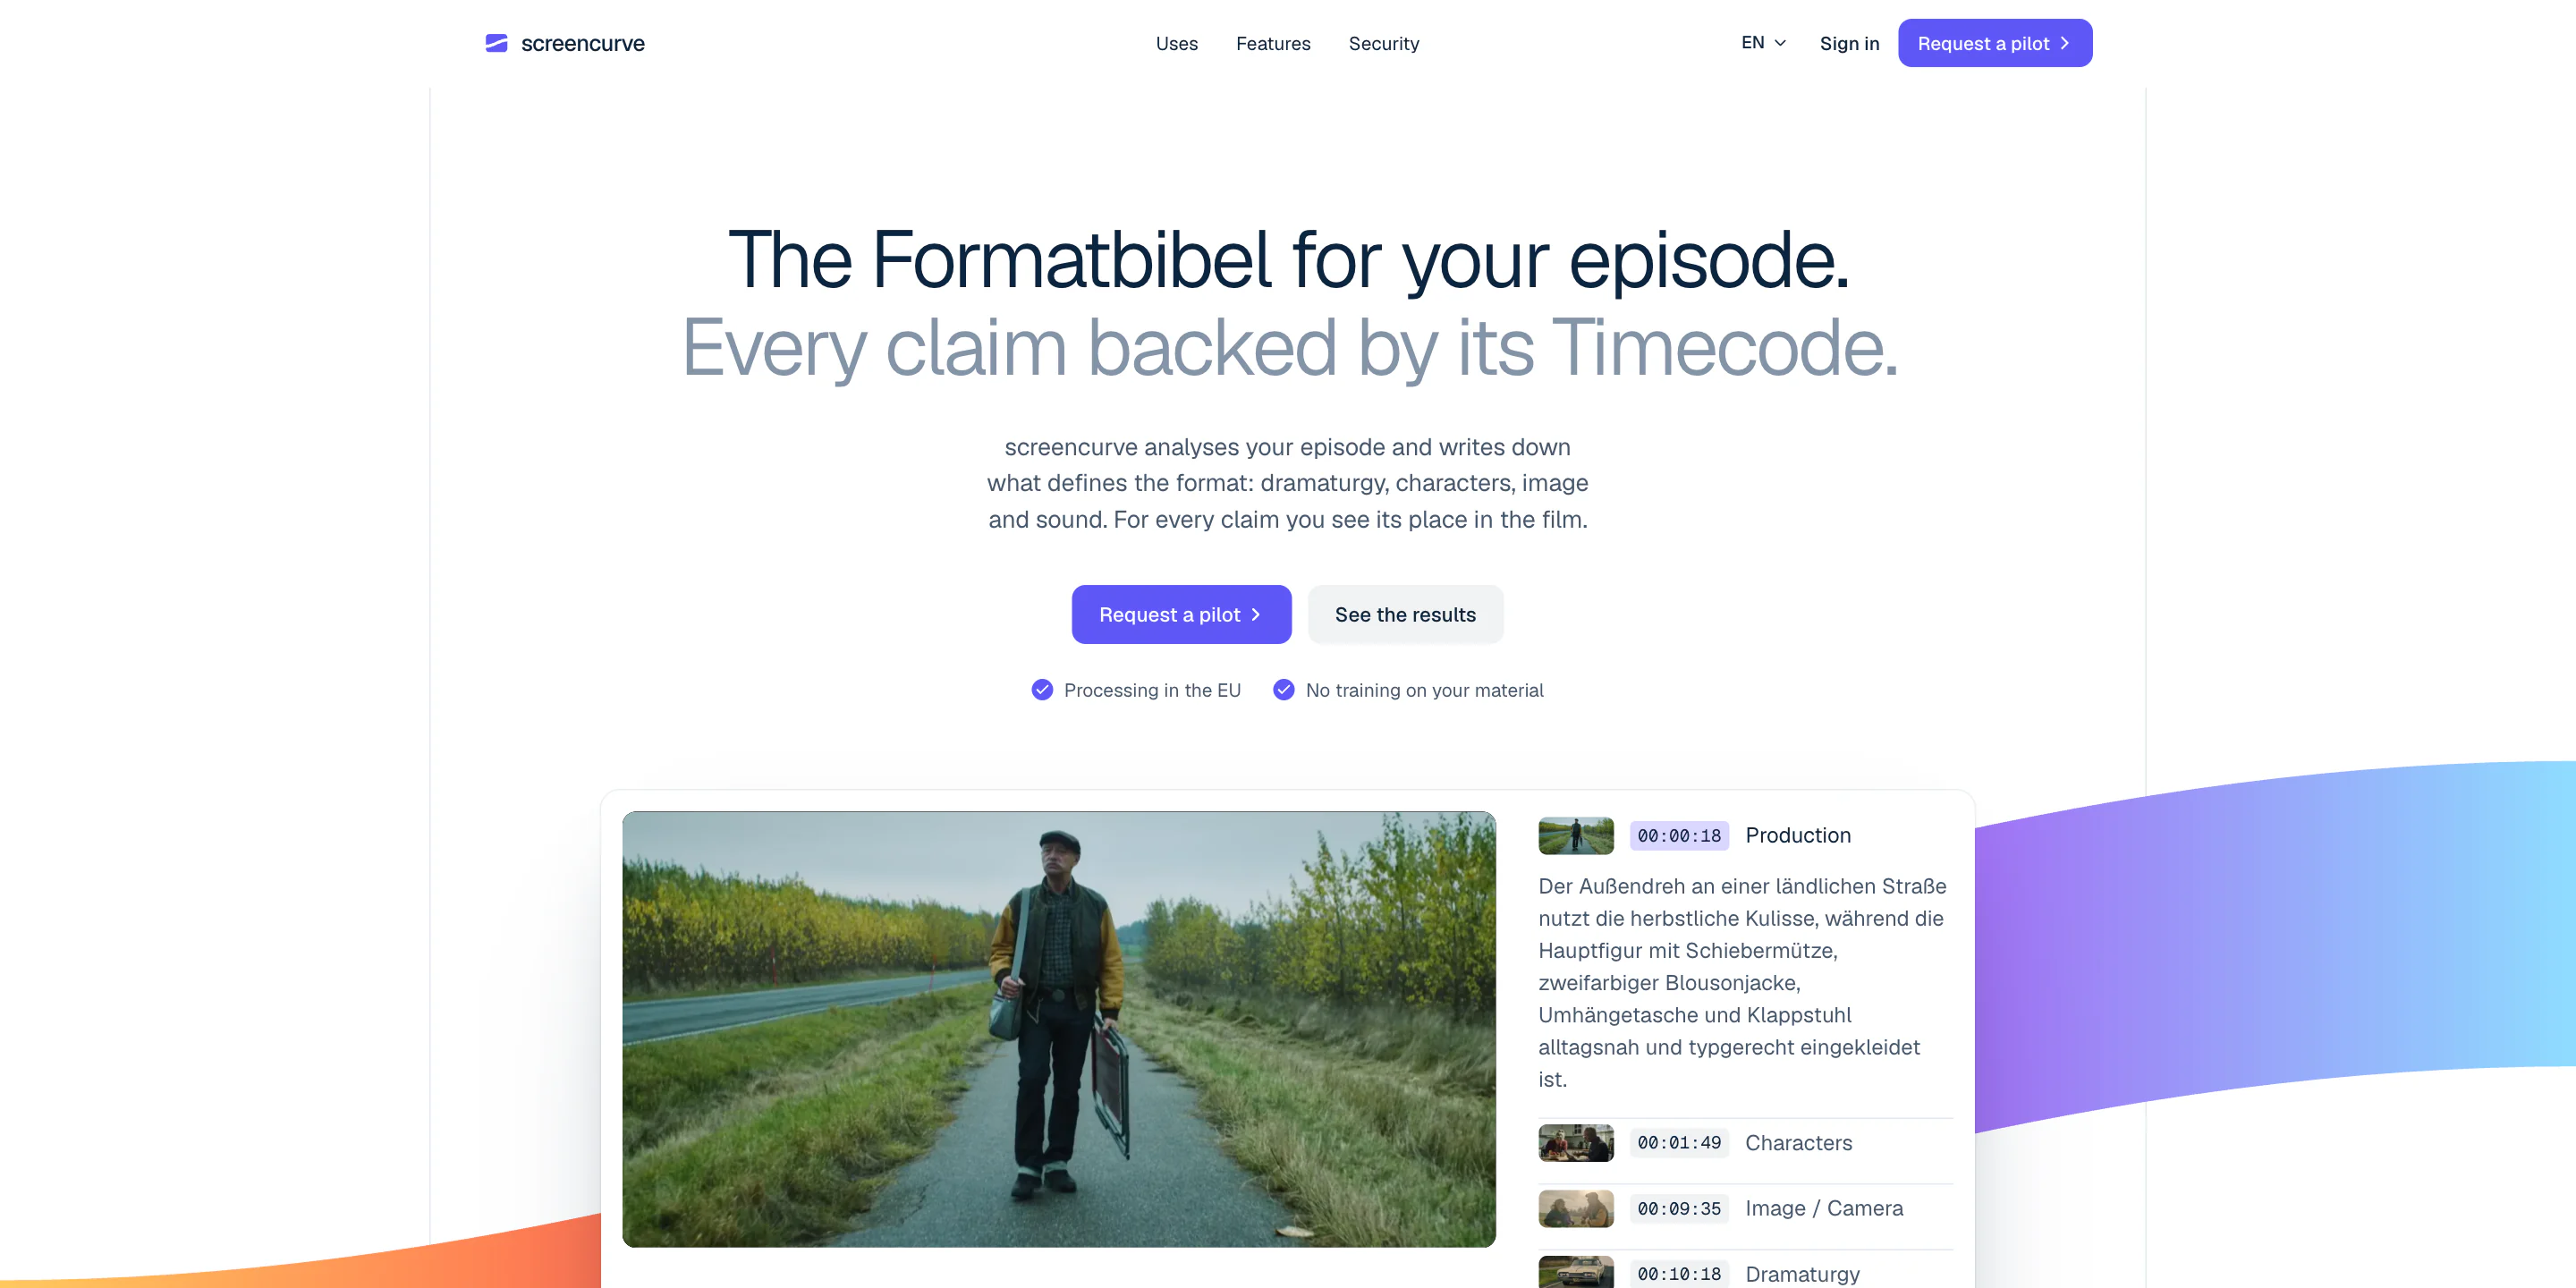 screencurve
Uses
Features
Security
EN
Sign in
Request a pilot
The Formatbibel for your episode.
Every claim backed by its Timecode.
screencurve analyses your episode and writes down
what defines the format: dramaturgy, characters, image
and sound. For every claim you see its place in the film.
Request a pilot
See the results
Processing in the EU
No training on your material
00:00:18 Production
Der Außendreh an einer ländlichen Straße
nutzt die herbstliche Kulisse, während die
Hauptfigur mit Schiebermütze,
zweifarbiger Blousonjacke,
Umhängetasche und Klappstuhl
alltagsnah und typgerecht eingekleidet
ist.
00:01:49 Characters
00:09:35 Image / Camera
00:10:18 Dramaturgy